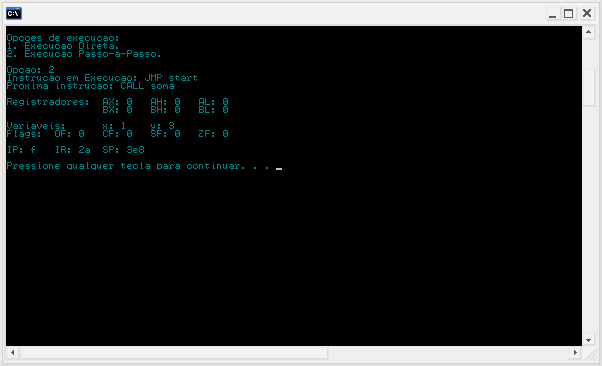 C:\
Opcoes de execucao:
1. Execucao Direta.
2. Execucao Passo-a-Passo.
Opcao: 2
Instrucao em Execucao: JMP start
Proxima instrucao: CALL soma
Registradores: AX: 0 AH: 0 AL: 0
BX: 0 BH: 0 BL: 0
Variaveis: x: 1 y: 3
Flags: OF: 0 CF: 0 SF: 0 ZF: 0
IP: f IR: 2a SP: 3e8
Pressione qualquer tecla para continuar. . .